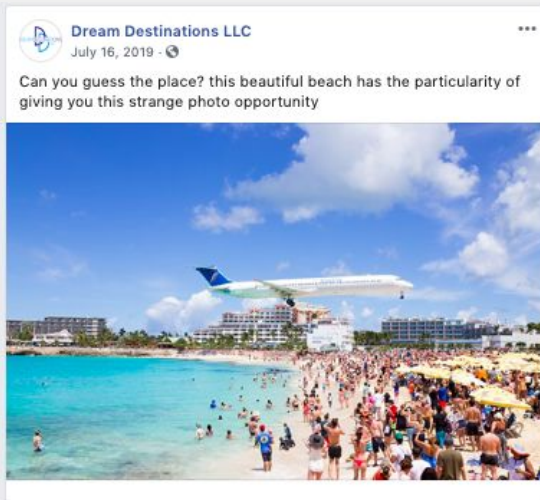 Dream Destinations LLC
July 16, 2019 ·
Can you guess the place? this beautiful beach has the particularity of
giving you this strange photo opportunity